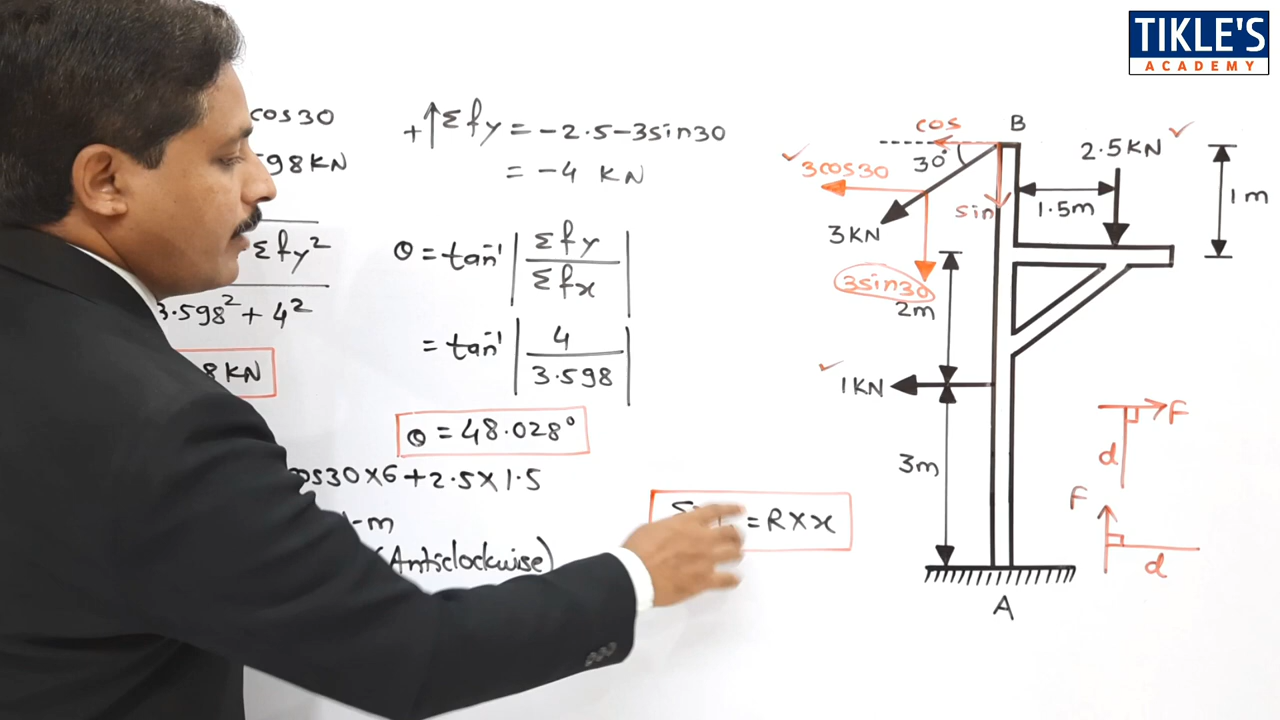 TIKLE'S
ACADEMY
cos30
98KN
Σfy²
3.598² + 4²
8KN
os30×6+2.5×1.5
-m
(Anticlockwise)
+↑Σfy = -2.5-3sin30
= -4 KN
θ = tan⁻¹ | Σfy / Σfx |
= tan⁻¹ | 4 / 3.598 |
θ = 48.028°
= R×x
cos
B
2.5KN
30°
3cos30
1m
sin
1.5m
3KN
3sin30
2m
1KN
F
d
3m
F
d
A